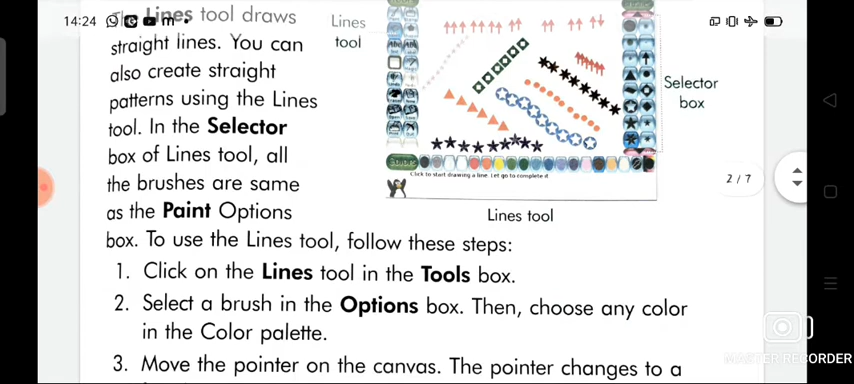 14:24
The Lines tool draws
straight lines. You can
also create straight
patterns using the Lines
tool. In the Selector
box of Lines tool, all
the brushes are same
as the Paint Options
box. To use the Lines tool, follow these steps:
Lines
tool
Click to start drawing a line. Let go to complete it
Selector
box
Lines tool
2 / 7
1. Click on the Lines tool in the Tools box.
2. Select a brush in the Options box. Then, choose any color
in the Color palette.
3. Move the pointer on the canvas. The pointer changes to a
MASTER RECORDER